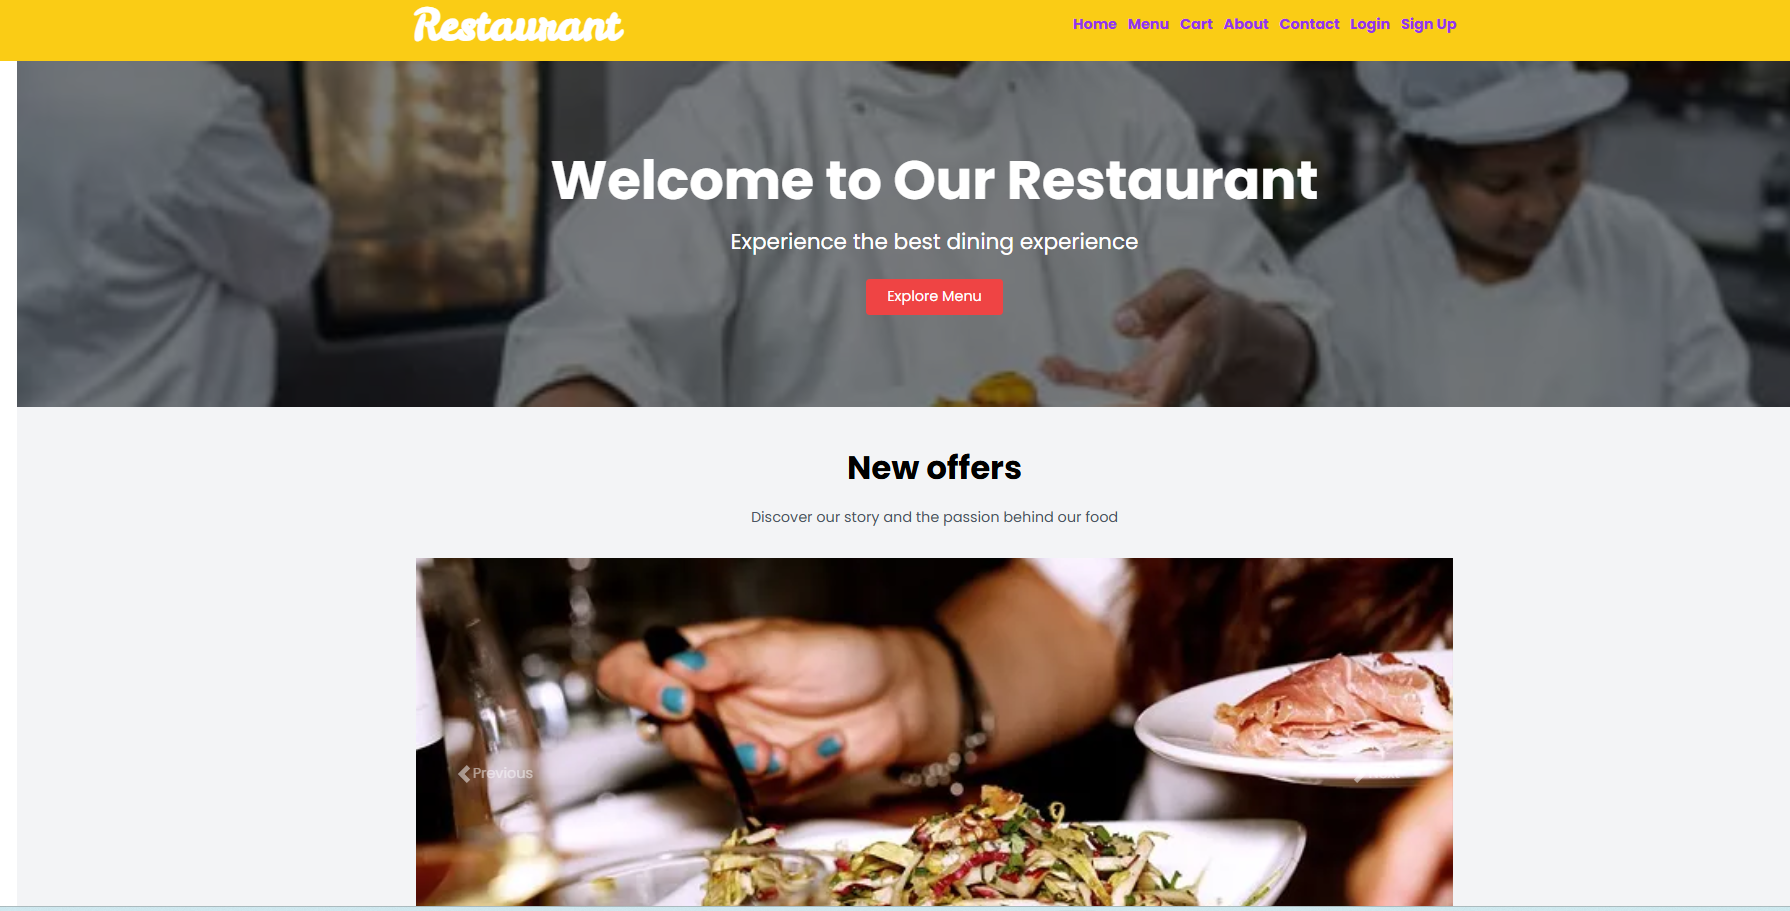 Restaurant
Home Menu Cart About Contact Login Sign Up
Welcome to Our Restaurant
Experience the best dining experience
Explore Menu
New offers
Discover our story and the passion behind our food
Previous